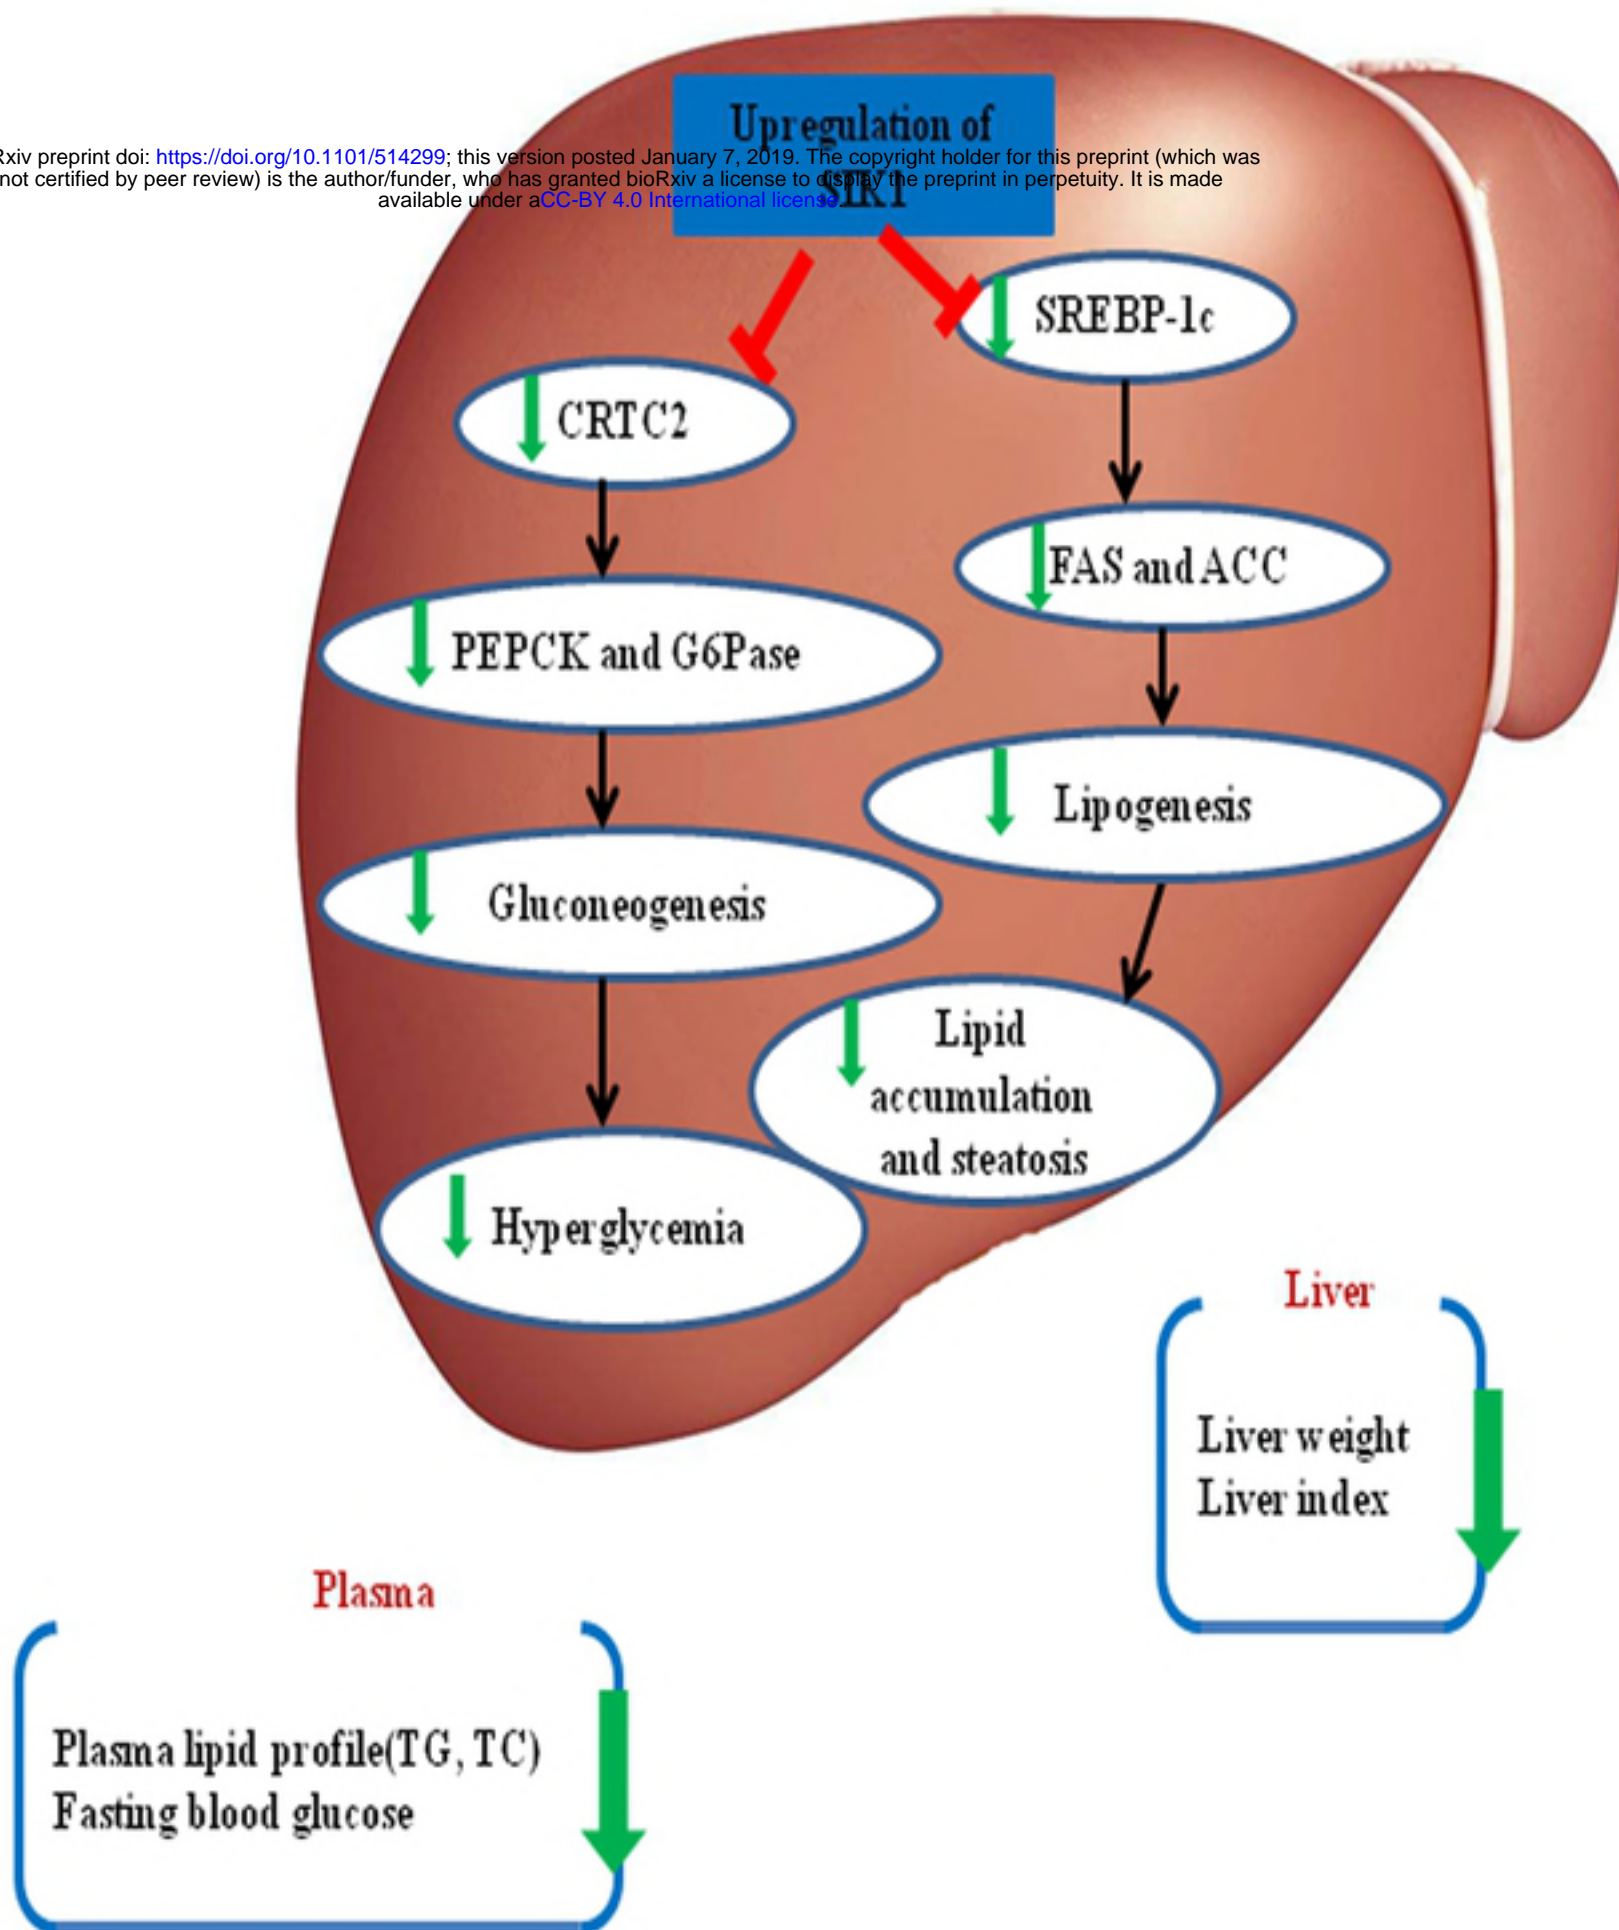 Upregulation of
SIK1
Rxiv preprint doi: https://doi.org/10.1101/514299; this version posted January 7, 2019. The copyright holder for this preprint (which was
not certified by peer review) is the author/funder, who has granted bioRxiv a license to display the preprint in perpetuity. It is made
available under aCC-BY 4.0 International license.
SREBP-1c
CRTC2
FAS and ACC
PEPCK and G6Pase
Lipogenesis
Gluconeogenesis
Lipid
accumulation
and steatosis
Hyperglycemia
Liver
Liver weight
Liver index
Plasma
Plasma lipid profile(TG, TC)
Fasting blood glucose